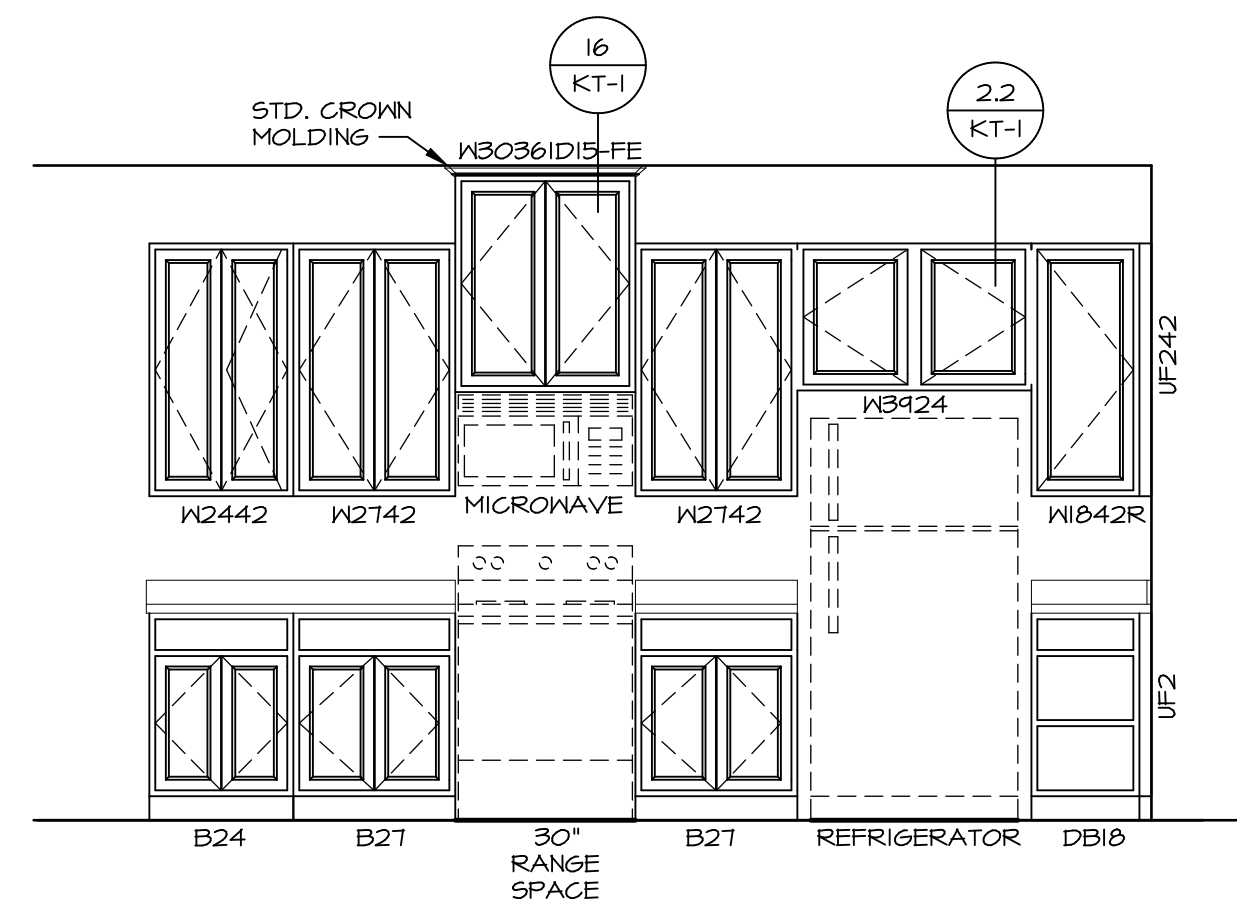 16
KT-1
2.2
KT-1
STD. CROWN
MOLDING
W30361D15-FE
UF242
W3924
W2442
W2742
MICROWAVE
W2742
W1842R
UF2
B24
B27
30"
RANGE
SPACE
B27
REFRIGERATOR
DB18